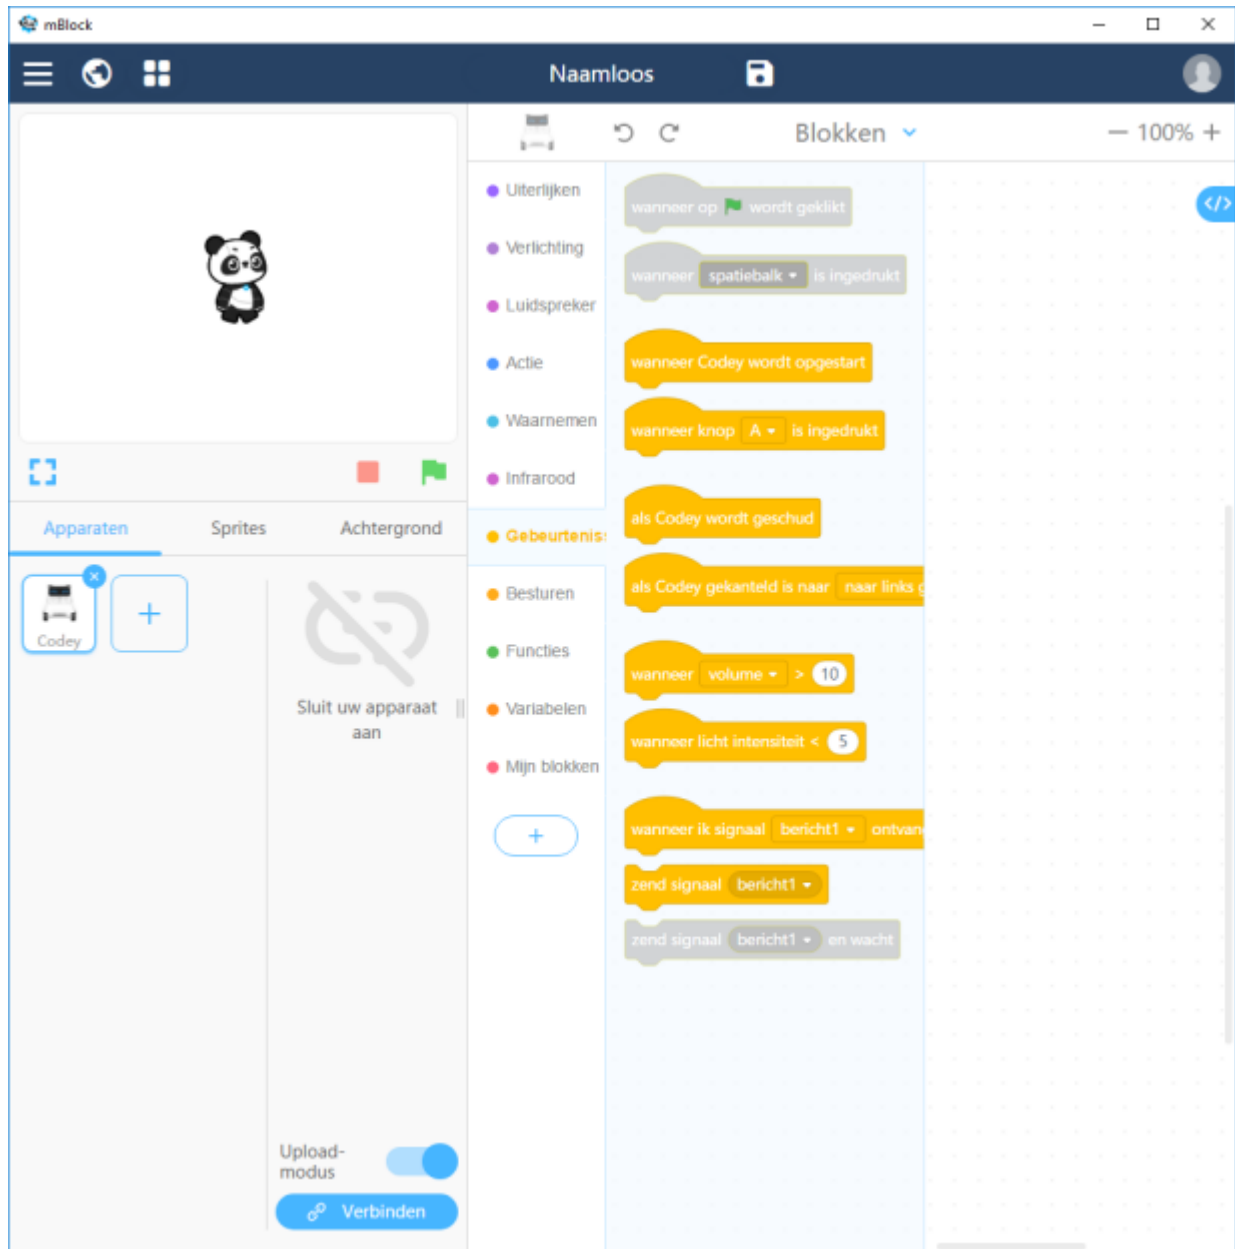 mBlock
Naamloos
Blokken
100%
Uiterlijken
Verlichting
Luidspreker
Actie
Waarnemen
Infrarood
Gebeurtenis
Besturen
Functies
Variabelen
Mijn blokken
wanneer op wordt geklikt
wanneer spatiebalk is ingedrukt
wanneer Codey wordt opgestart
wanneer knop A is ingedrukt
als Codey wordt geschud
als Codey gekanteld is naar naar links g
wanneer volume > 10
wanneer licht intensiteit < 5
wanneer ik signaal bericht1 ontvan
zend signaal bericht1
zend signaal bericht1 en wacht
Apparaten Sprites Achtergrond
Codey
Sluit uw apparaat
aan
Upload-
modus
Verbinden